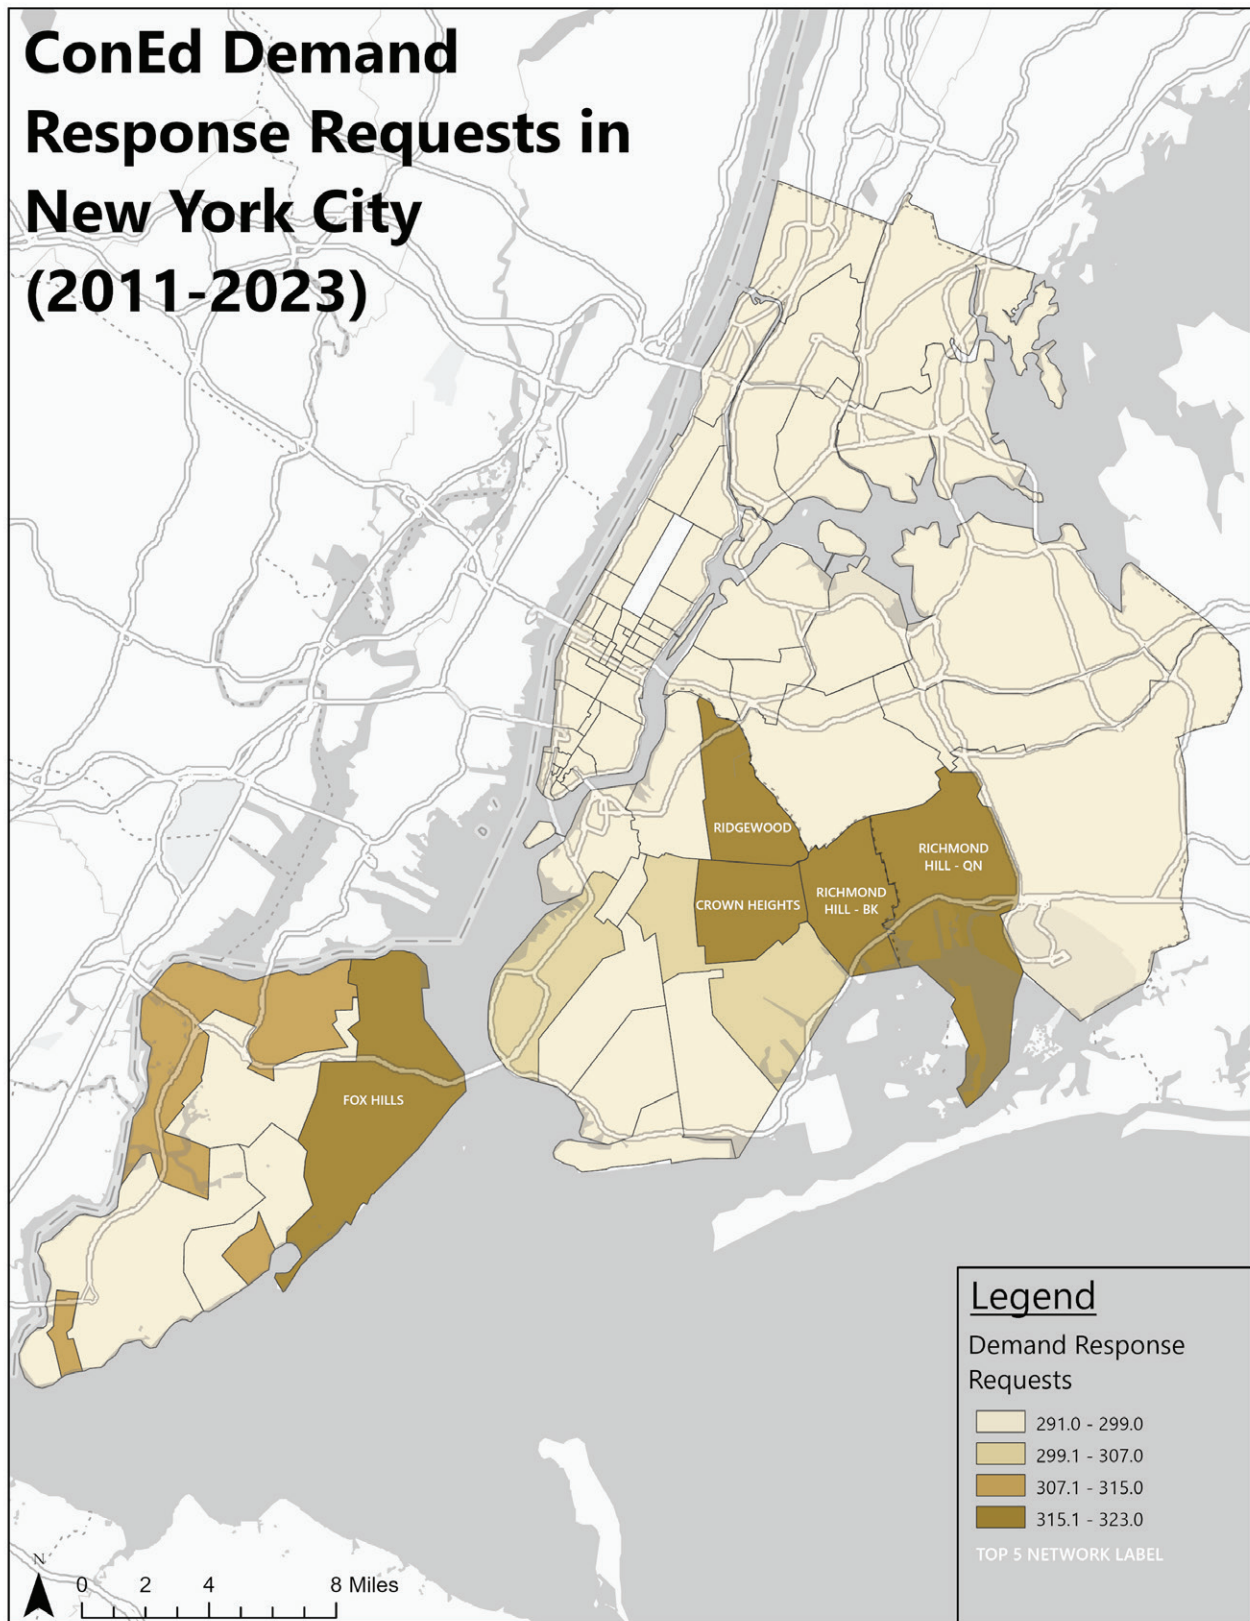 ConEd Demand
Response Requests in
New York City
(2011-2023)
RIDGEWOOD
RICHMOND
HILL - QN
CROWN HEIGHTS
RICHMOND
HILL - BK
FOX HILLS
Legend
Demand Response
Requests
291.0 - 299.0
299.1 - 307.0
307.1 - 315.0
315.1 - 323.0
TOP 5 NETWORK LABEL
N
0 2 4 8 Miles